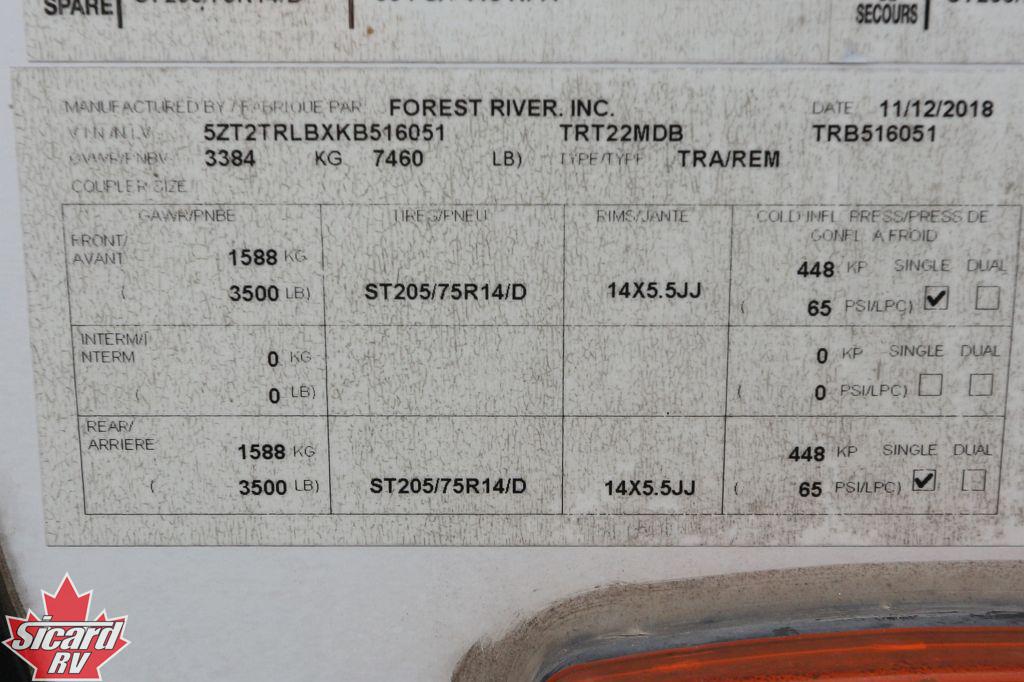 SPARE
SECOURS
MANUFACTURED BY / FABRIQUE PAR FOREST RIVER. INC. DATE 11/12/2018
V.I.N./N.I.V. 5ZT2TRLBXKB516051 TRT22MDB TRB516051
GVWR/PNBV 3384 KG 7460 LB) TYPE/TYPE TRA/REM
COUPLER SIZE
GAWR/PNBE TIRES/PNEU RIMS/JANTE COLD INFL. PRESS/PRESS DE
GONFL. A FROID
FRONT/
AVANT 1588 KG 448 KP SINGLE DUAL
( 3500 LB) ST205/75R14/D 14X5.5JJ ( 65 PSI/LPC)
INTERM/I
NTERM 0 KG 0 KP SINGLE DUAL
( 0 LB) ( 0 PSI/LPC)
REAR/
ARRIERE 1588 KG 448 KP SINGLE DUAL
( 3500 LB) ST205/75R14/D 14X5.5JJ ( 65 PSI/LPC)
Sicard
RV